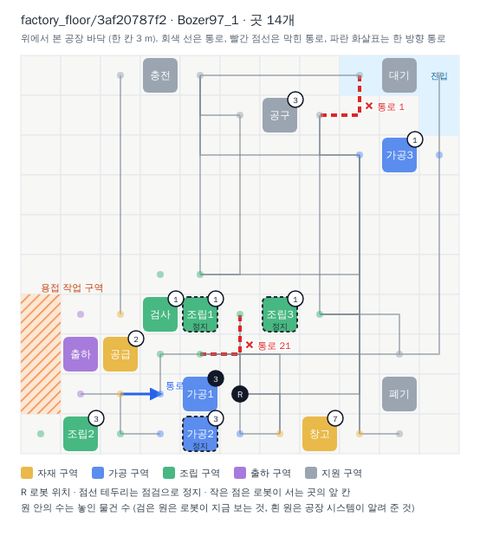 factory_floor/3af20787f2 · Bozer97_1 · 곳 14개
위에서 본 공장 바닥 (한 칸 3 m). 회색 선은 통로, 빨간 점선은 막힌 통로, 파란 화살표는 한 방향 통로
충전
대기
진입
공구
3
× 통로 1
가공3
1
용접 작업 구역
검사
1
조립1
정지
1
조립3
정지
1
출하
공급
2
× 통로 21
통로
가공1
3
R
폐기
조립2
3
가공2
정지
3
창고
7
자재 구역
가공 구역
조립 구역
출하 구역
지원 구역
R 로봇 위치 · 점선 테두리는 점검으로 정지 · 작은 점은 로봇이 서는 곳의 앞 칸
원 안의 수는 놓인 물건 수 (검은 원은 로봇이 지금 보는 것, 흰 원은 공장 시스템이 알려 준 것)